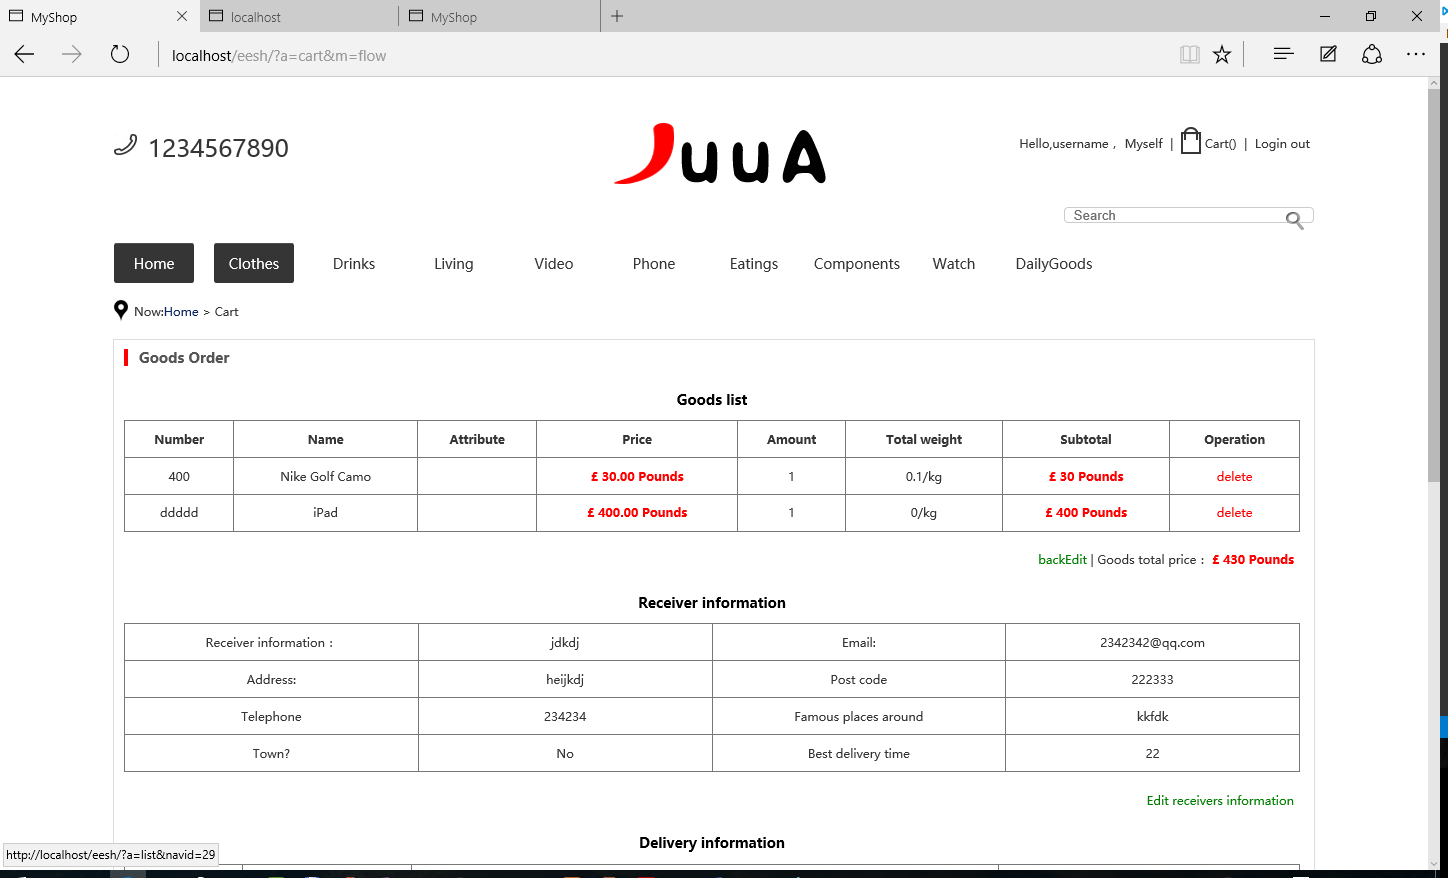 MyShop
localhost
MyShop
localhost/eesh/?a=cart&m=flow
1234567890
JuuA
Hello,username , Myself | Cart() | Login out
Search
Home Clothes Drinks Living Video Phone Eatings Components Watch DailyGoods
Now:Home > Cart
Goods Order
Goods list
Number Name Attribute Price Amount Total weight Subtotal Operation
400 Nike Golf Camo £ 30.00 Pounds 1 0.1/kg £ 30 Pounds delete
ddddd iPad £ 400.00 Pounds 1 0/kg £ 400 Pounds delete
backEdit | Goods total price : £ 430 Pounds
Receiver information
Receiver information : jdkdj Email: 2342342@qq.com
Address: heijkdj Post code 222333
Telephone 234234 Famous places around kkfdk
Town? No Best delivery time 22
Edit receivers information
Delivery information
http://localhost/eesh/?a=list&navid=29